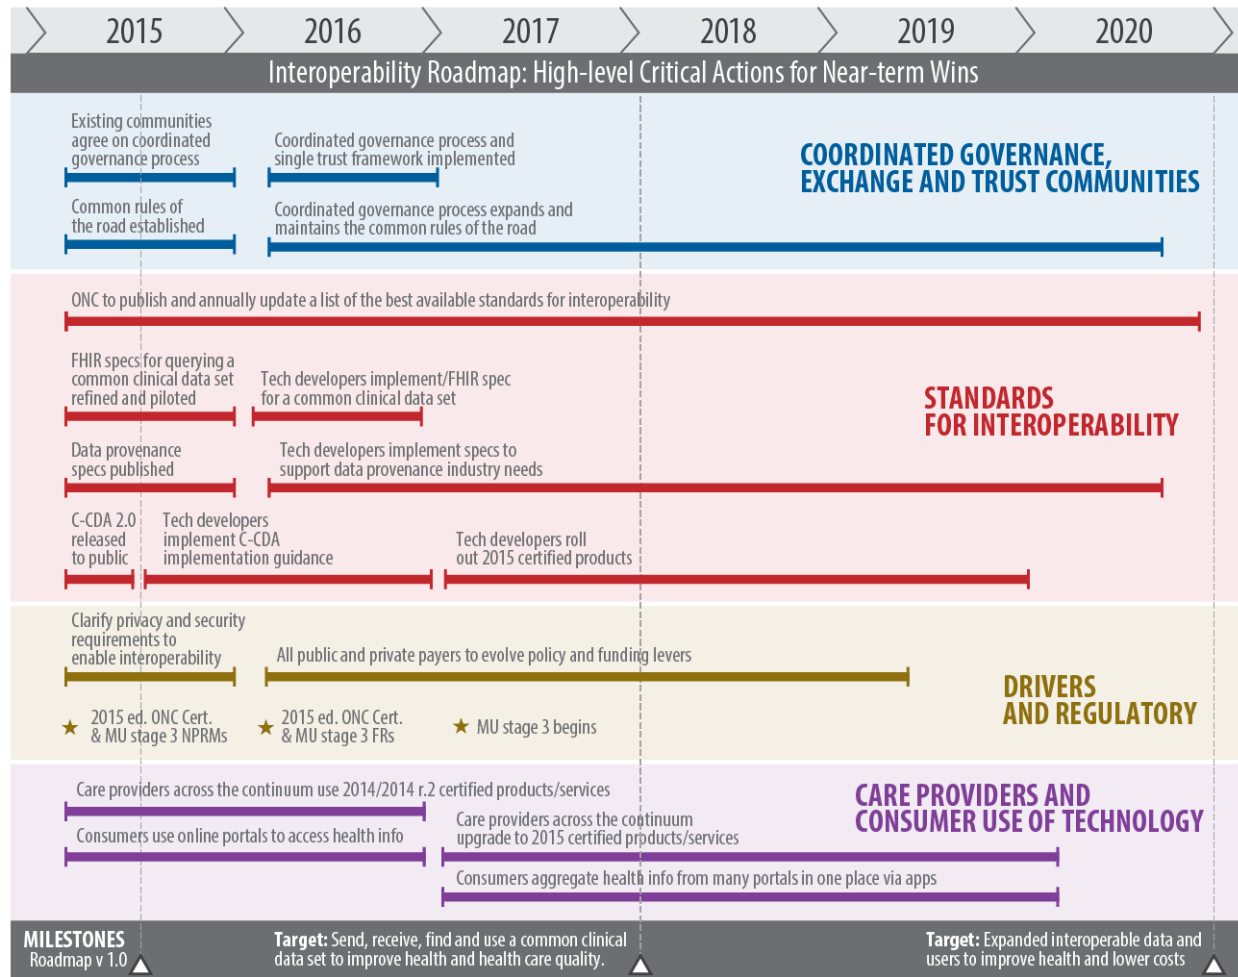 2015 2016 2017 2018 2019 2020
Interoperability Roadmap: High-level Critical Actions for Near-term Wins
Existing communities
agree on coordinated
governance process
Coordinated governance process and
single trust framework implemented
COORDINATED GOVERNANCE,
EXCHANGE AND TRUST COMMUNITIES
Common rules of
the road established
Coordinated governance process expands and
maintains the common rules of the road
ONC to publish and annually update a list of the best available standards for interoperability
FHIR specs for querying a
common clinical data set
refined and piloted
Tech developers implement/FHIR spec
for a common clinical data set
STANDARDS
FOR INTEROPERABILITY
Data provenance
specs published
Tech developers implement specs to
support data provenance industry needs
C-CDA 2.0
released
to public
Tech developers
implement C-CDA
implementation guidance
Tech developers roll
out 2015 certified products
Clarify privacy and security
requirements to
enable interoperability
All public and private payers to evolve policy and funding levers
DRIVERS
AND REGULATORY
2015 ed. ONC Cert.
& MU stage 3 NPRMs
2015 ed. ONC Cert.
& MU stage 3 FRs
MU stage 3 begins
Care providers across the continuum use 2014/2014 r.2 certified products/services
CARE PROVIDERS AND
CONSUMER USE OF TECHNOLOGY
Consumers use online portals to access health info
Care providers across the continuum
upgrade to 2015 certified products/services
Consumers aggregate health info from many portals in one place via apps
MILESTONES
Roadmap v 1.0
Target: Send, receive, find and use a common clinical
data set to improve health and health care quality.
Target: Expanded interoperable data and
users to improve health and lower costs